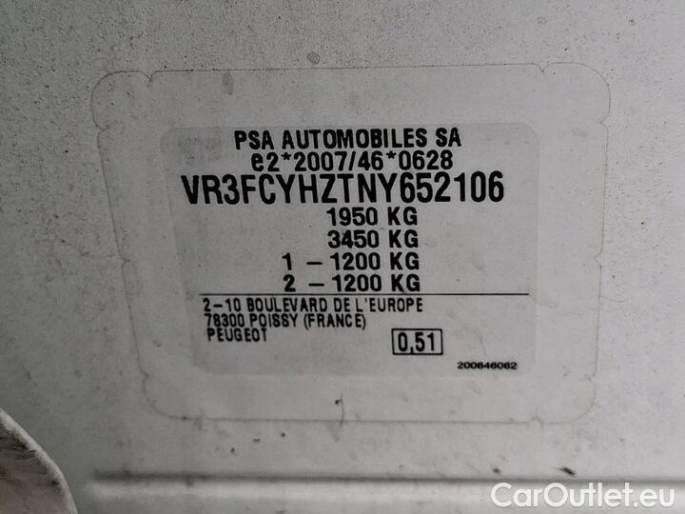 PSA AUTOMOBILES SA
e2*2007/46*0628
VR3FCYHZTNY652106
1950 KG
3450 KG
1 - 1200 KG
2 - 1200 KG
2-10 BOULEVARD DE L'EUROPE
78300 POISSY (FRANCE)
PEUGEOT
0,51
200646062
CarOutlet.eu